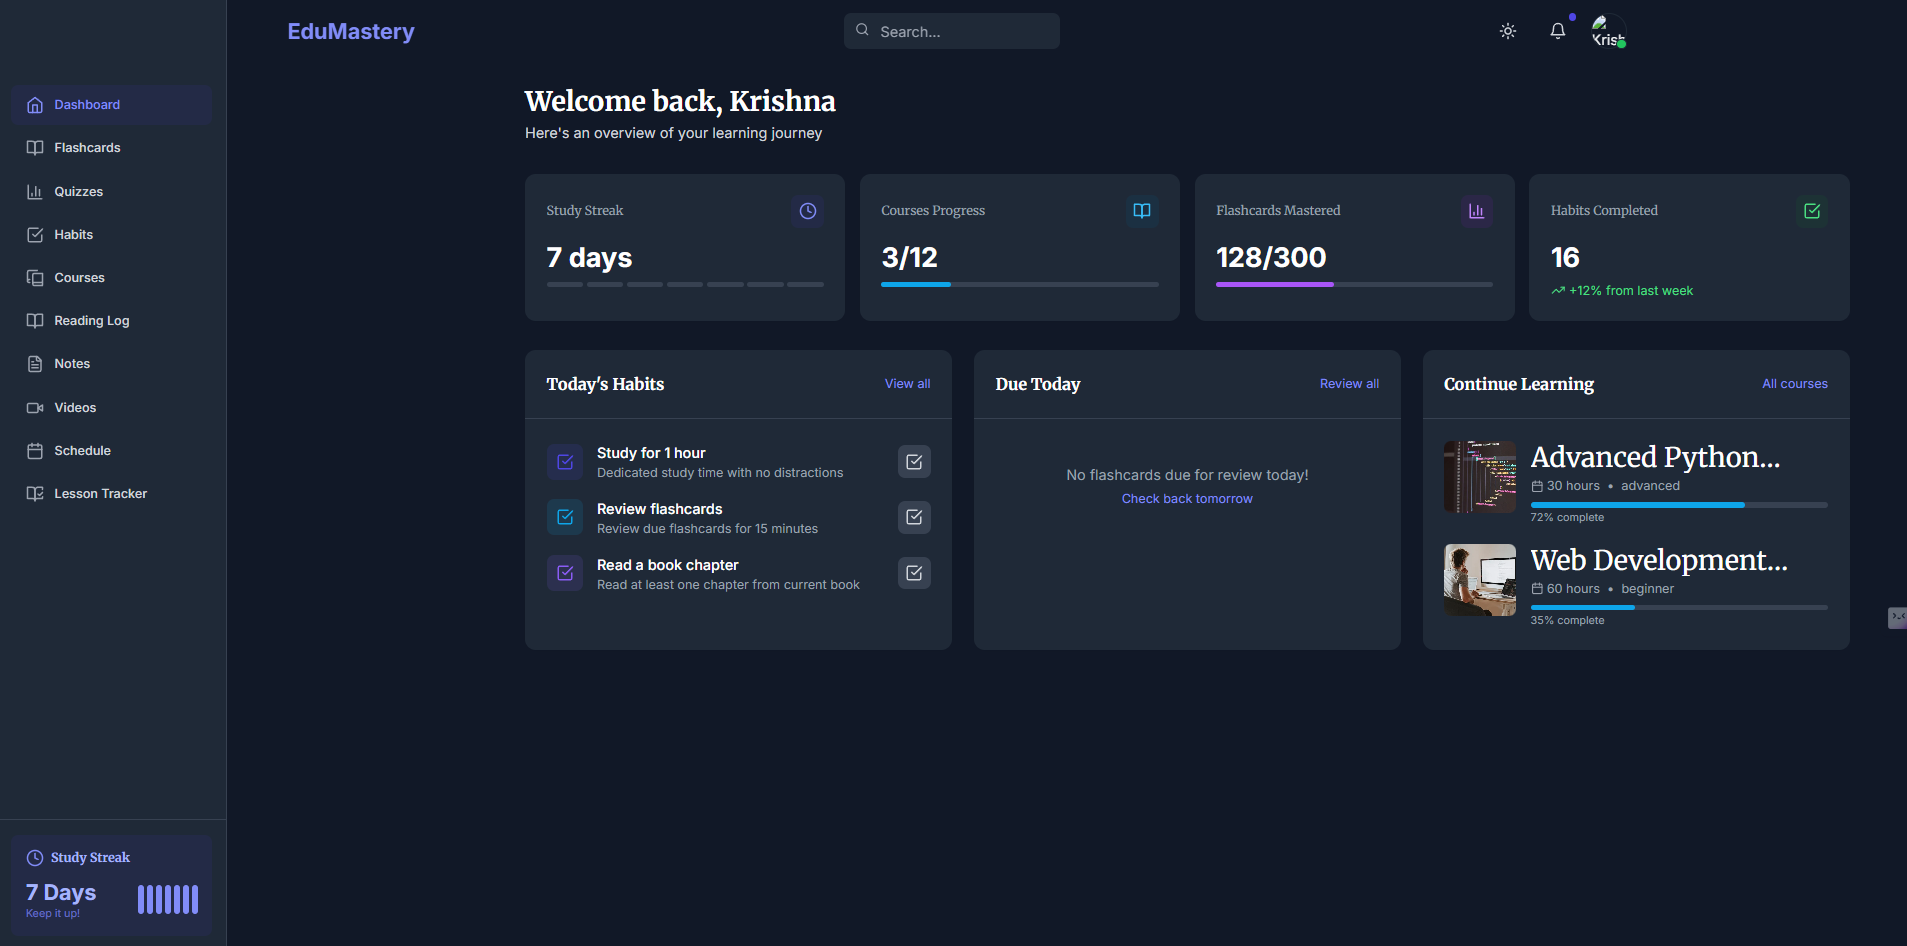 EduMastery
Search...
Krish
Dashboard
Flashcards
Quizzes
Habits
Courses
Reading Log
Notes
Videos
Schedule
Lesson Tracker
Study Streak
7 Days
Keep it up!
Welcome back, Krishna
Here's an overview of your learning journey
Study Streak
7 days
Courses Progress
3/12
Flashcards Mastered
128/300
Habits Completed
16
+12% from last week
Today's Habits
View all
Study for 1 hour
Dedicated study time with no distractions
Review flashcards
Review due flashcards for 15 minutes
Read a book chapter
Read at least one chapter from current book
Due Today
Review all
No flashcards due for review today!
Check back tomorrow
Continue Learning
All courses
Advanced Python...
30 hours • advanced
72% complete
Web Development...
60 hours • beginner
35% complete